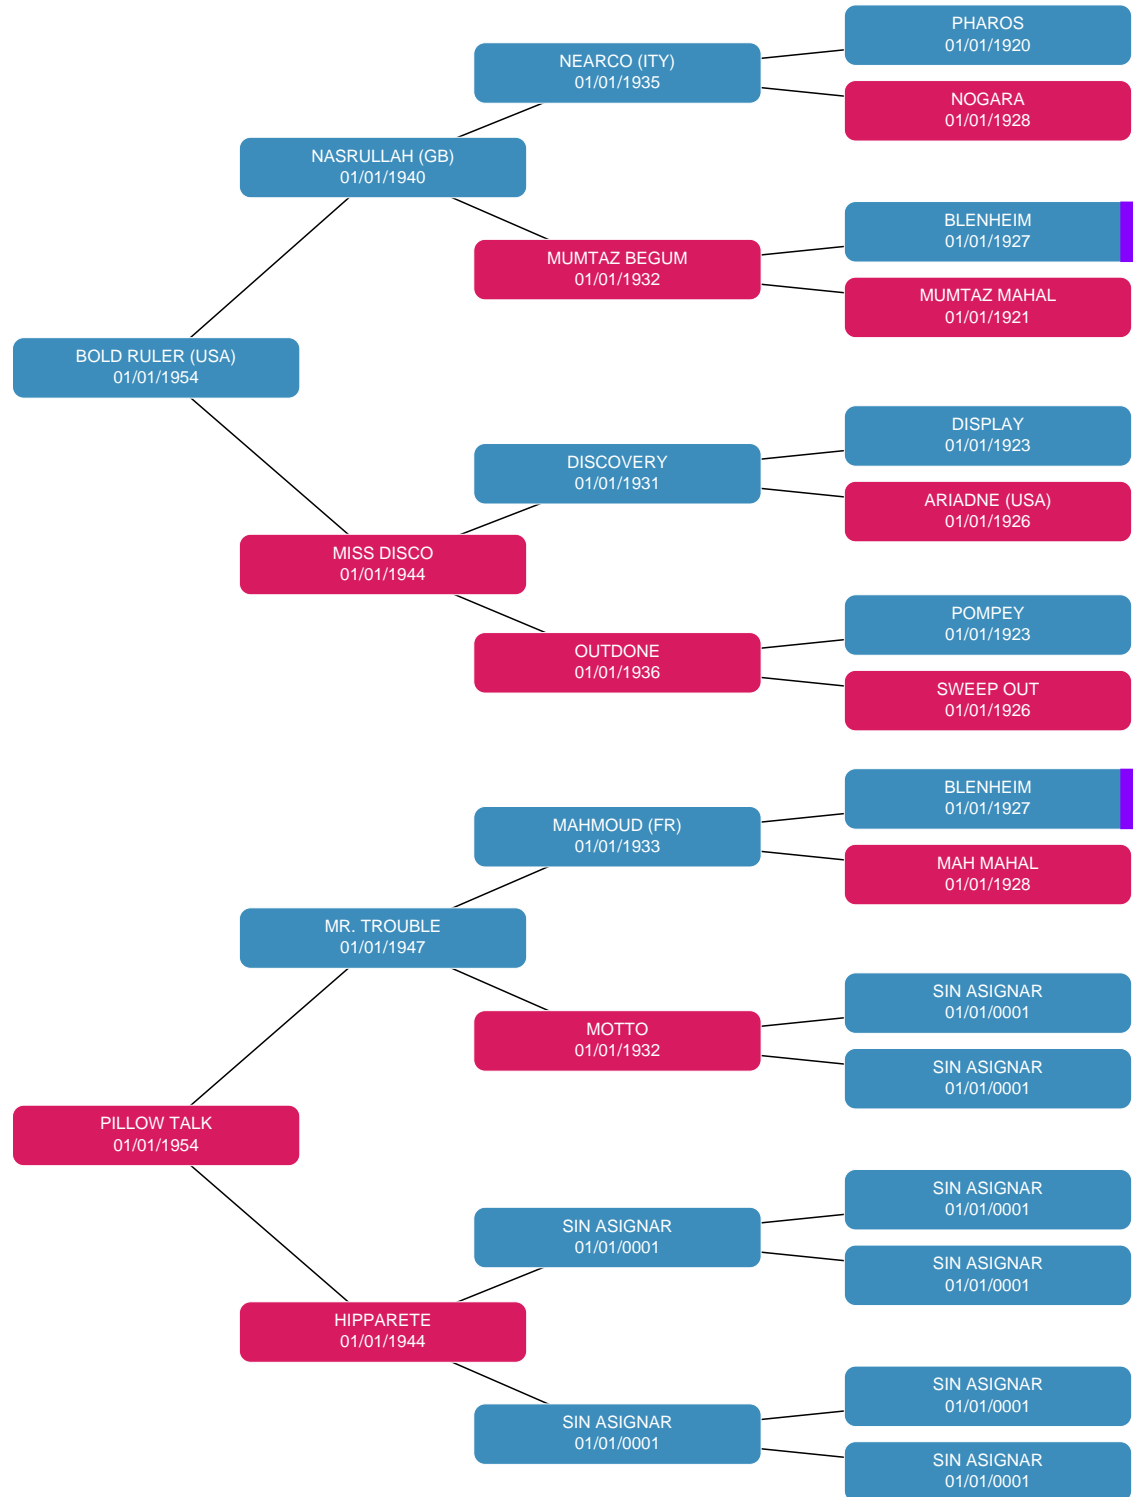 PHAROS
01/01/1920
NEARCO (ITY)
01/01/1935
NOGARA
01/01/1928
NASRULLAH (GB)
01/01/1940
BLENHEIM
01/01/1927
MUMTAZ BEGUM
01/01/1932
MUMTAZ MAHAL
01/01/1921
BOLD RULER (USA)
01/01/1954
DISPLAY
01/01/1923
DISCOVERY
01/01/1931
ARIADNE (USA)
01/01/1926
MISS DISCO
01/01/1944
POMPEY
01/01/1923
OUTDONE
01/01/1936
SWEEP OUT
01/01/1926
BLENHEIM
01/01/1927
MAHMOUD (FR)
01/01/1933
MAH MAHAL
01/01/1928
MR. TROUBLE
01/01/1947
SIN ASIGNAR
01/01/0001
MOTTO
01/01/1932
SIN ASIGNAR
01/01/0001
PILLOW TALK
01/01/1954
SIN ASIGNAR
01/01/0001
SIN ASIGNAR
01/01/0001
SIN ASIGNAR
01/01/0001
HIPPARETE
01/01/1944
SIN ASIGNAR
01/01/0001
SIN ASIGNAR
01/01/0001
SIN ASIGNAR
01/01/0001